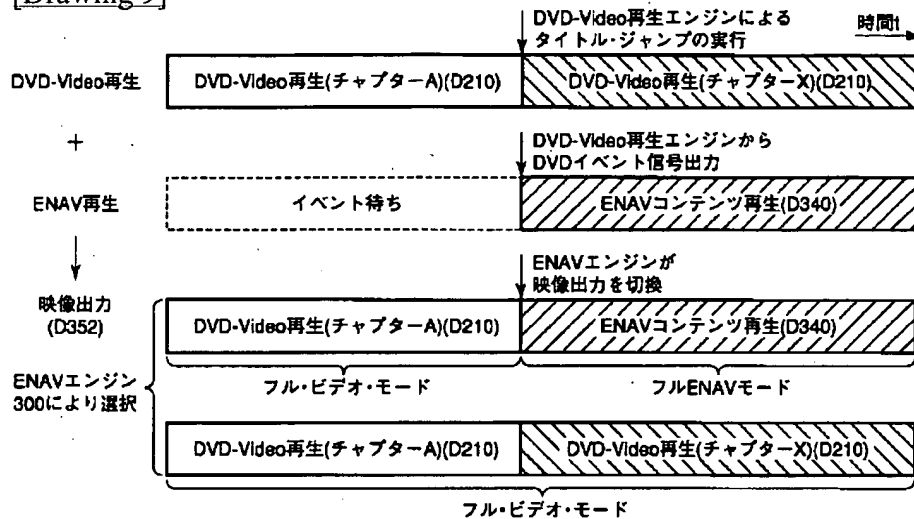 [Drawing 9]
DVD-Video再生エンジンによる
タイトル・ジャンプの実行
時間t
DVD-Video再生
DVD-Video再生(チャプターA)(D210)
DVD-Video再生(チャプターX)(D210)
+
DVD-Video再生エンジンから
DVDイベント信号出力
ENAV再生
イベント待ち
ENAVコンテンツ再生(D340)
ENAVエンジンが
映像出力を切換
映像出力
(D352)
DVD-Video再生(チャプターA)(D210)
ENAVコンテンツ再生(D340)
フル・ビデオ・モード
フルENAVモード
ENAVエンジン
300により選択
DVD-Video再生(チャプターA)(D210)
DVD-Video再生(チャプターX)(D210)
フル・ビデオ・モード